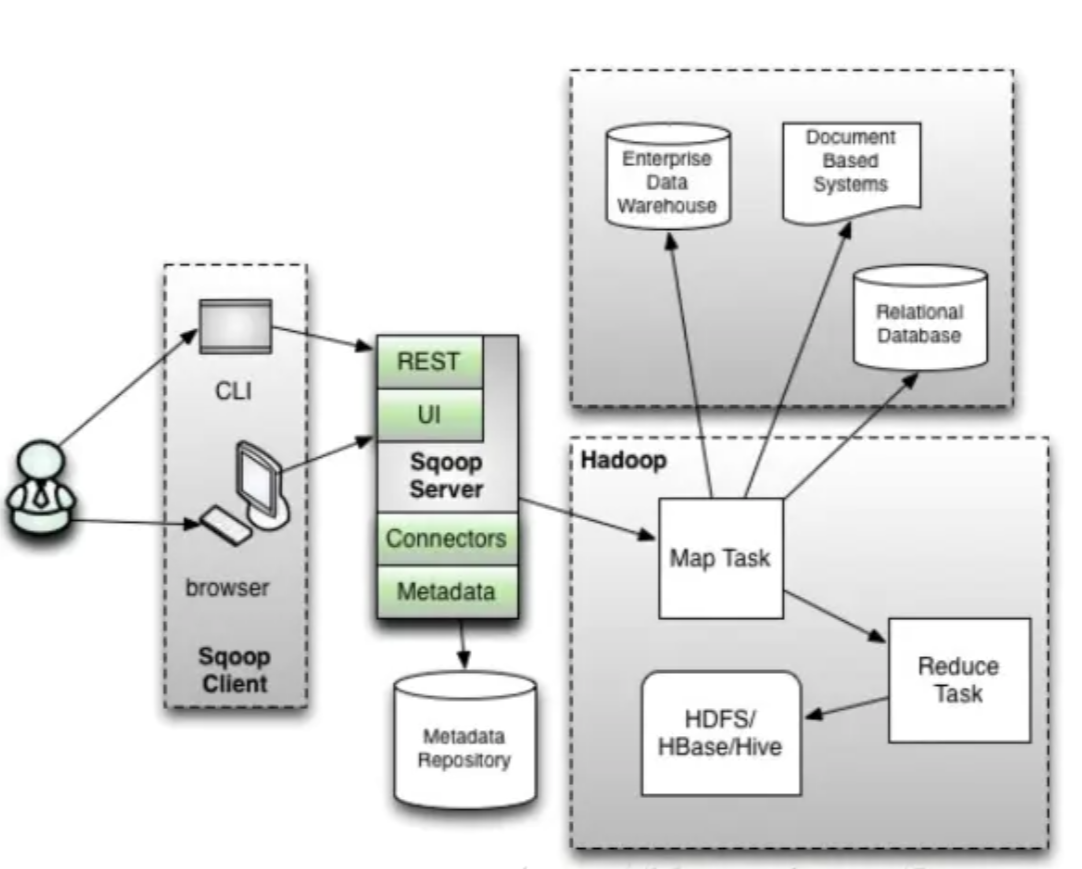 Enterprise
Data
Warehouse
Document
Based
Systems
Relational
Database
CLI
browser
Sqoop
Client
REST
UI
Sqoop
Server
Connectors
Metadata
Metadata
Repository
Hadoop
Map Task
Reduce
Task
HDFS/
HBase/Hive